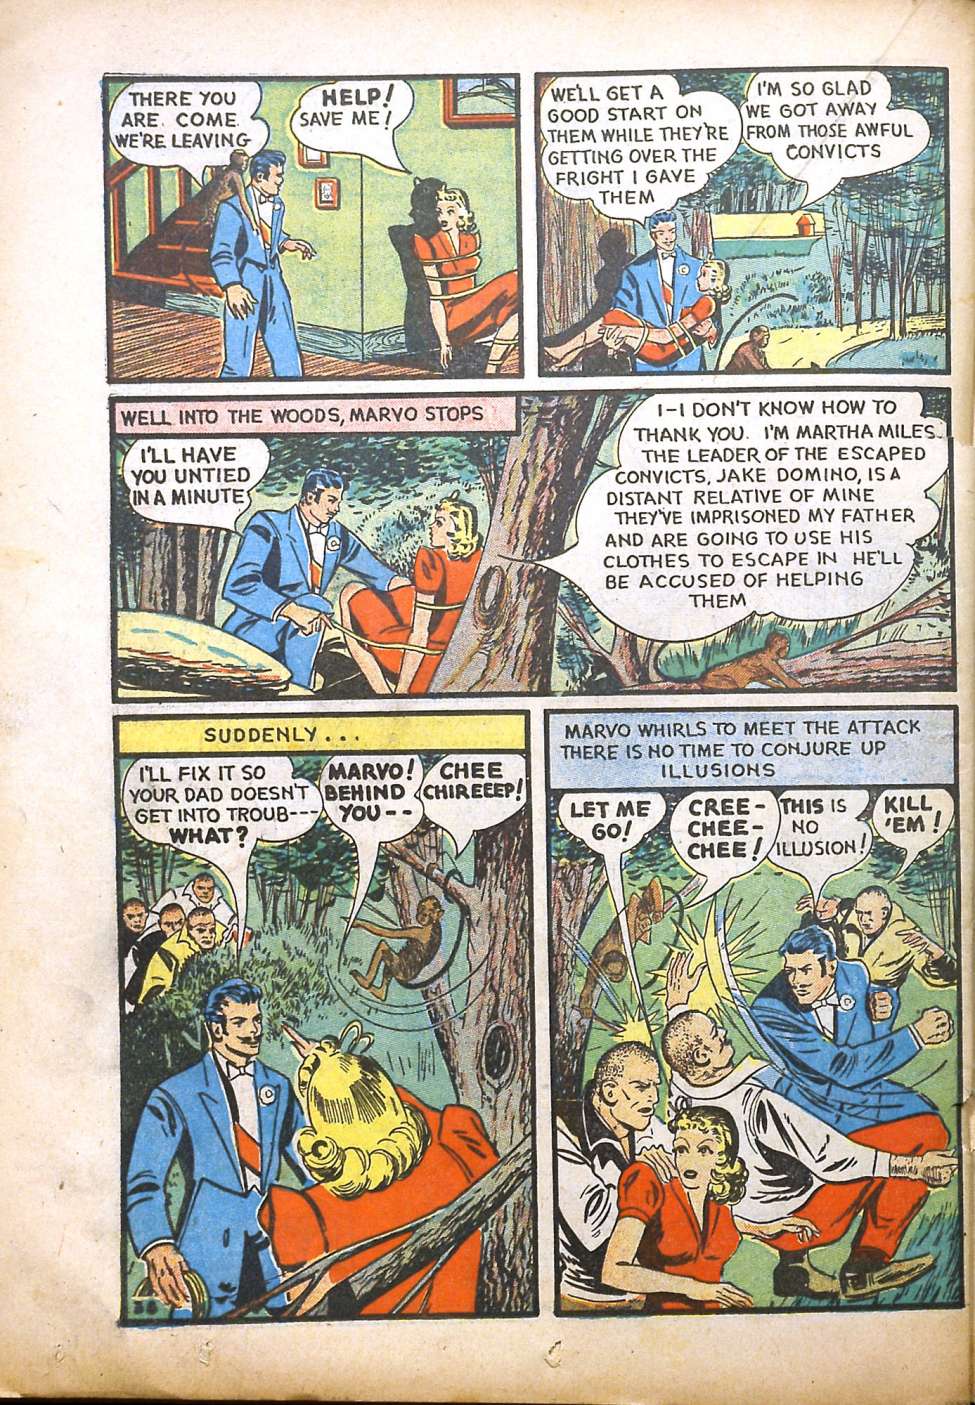 THERE YOU
ARE. COME
WE'RE LEAVING
HELP!
SAVE ME!
WE'LL GET A
GOOD START ON
THEM WHILE THEY'RE
GETTING OVER THE
FRIGHT I GAVE
THEM
I'M SO GLAD
WE GOT AWAY
FROM THOSE AWFUL
CONVICTS
WELL INTO THE WOODS, MARVO STOPS
I'LL HAVE
YOU UNTIED
IN A MINUTE
I-I DON'T KNOW HOW TO
THANK YOU. I'M MARTHA MILES.
THE LEADER OF THE ESCAPED
CONVICTS, JAKE DOMINO, IS A
DISTANT RELATIVE OF MINE
THEY'VE IMPRISONED MY FATHER
AND ARE GOING TO USE HIS
CLOTHES TO ESCAPE IN HE'LL
BE ACCUSED OF HELPING
THEM
SUDDENLY...
I'LL FIX IT SO
YOUR DAD DOESN'T
GET INTO TROUB---
WHAT?
MARVO!
BEHIND
YOU--
CHEE
CHIREEEP!
38
MARVO WHIRLS TO MEET THE ATTACK
THERE IS NO TIME TO CONJURE UP
ILLUSIONS
LET ME
GO!
CREE-
CHEE-
CHEE!
THIS IS
NO
ILLUSION!
KILL
'EM!